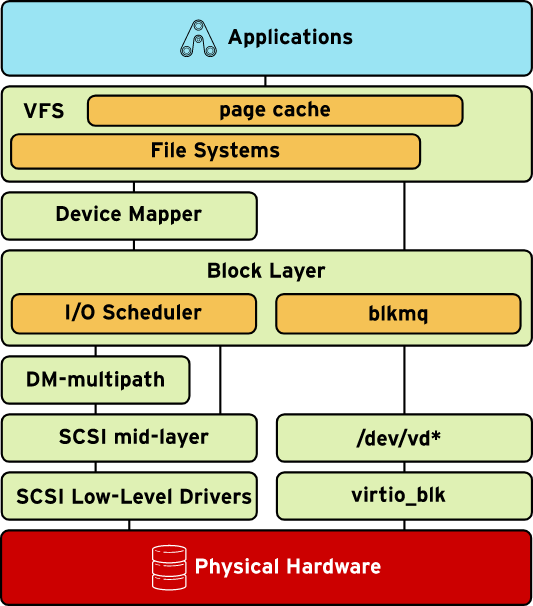 Applications
VFS
page cache
File Systems
Device Mapper
Block Layer
I/O Scheduler
blkmq
DM-multipath
SCSI mid-layer
/dev/vd*
SCSI Low-Level Drivers
virtio_blk
Physical Hardware